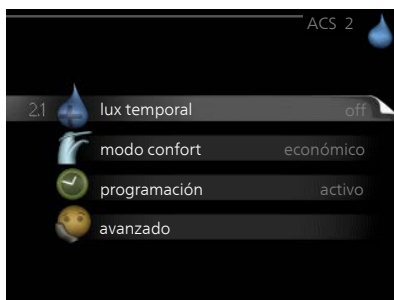 ACS 2
2.1 lux temporal off
modo confort económico
programación activo
avanzado